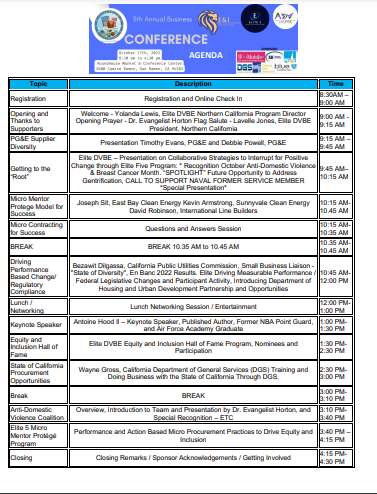 5th Annual Business
CONFERENCE
AGENDA
October 17th, 2022
8:30 am to 4:30 pm
Roundhouse Market & Conference Center
2600 Camino Ramon, San Ramon, CA 94583
T-Mobile
DGS
blue
Topic Description Time
Registration Registration and Online Check In 8:30AM –
9:00 AM
Opening and
Thanks to
Supporters
Welcome - Yolanda Lewis, Elite DVBE Northern California Program Director
Opening Prayer - Dr. Evangelist Horton Flag Salute - Lavelle Jones, Elite DVBE
President, Northern California
9:00 AM -
9:15 AM
PG&E Supplier
Diversity
Presentation Timothy Evans, PG&E and Debbie Powell, PG&E
9:15 AM –
9:45 AM
Getting to the
"Root"
Elite DVBE – Presentation on Collaborative Strategies to Interrupt for Positive
Change through Elite Five Program: * Recognition October Anti-Domestic Violence
& Breast Cancer Month. "SPOTLIGHT" Future Opportunity to Address
Gentrification, CALL TO SUPPORT NAVAL FORMER SERVICE MEMBER
*Special Presentation*
9:45 AM–
10:15 AM
Micro Mentor
Protégé Model for
Success
Joseph Sit, East Bay Clean Energy Kevin Armstrong, Sunnyvale Clean Energy
David Robinson, International Line Builders
10:15 AM-
10:45 AM
Micro Contracting
for Success
Questions and Answers Session
10:15 AM-
10:35 AM
BREAK BREAK 10.35 AM to 10.45 AM
10:35 AM-
10.45 AM
Driving
Performance
Based Change/
Regulatory
Compliance
Bezawit Dilgassa, California Public Utilities Commission, Small Business Liaison -
"State of Diversity", En Banc 2022 Results. Elite Driving Measurable Performance /
Federal Legislative Changes and Participant Activity, Introducing Department of
Housing and Urban Development Partnership and Opportunities
10:45 AM-
12:00 PM
Lunch /
Networking
Lunch Networking Session / Entertainment
12:00 PM-
1:00 PM
Keynote Speaker
Antoine Hood II – Keynote Speaker, Published Author, Former NBA Point Guard,
and Air Force Academy Graduate
1:00 PM-
1:30 PM
Equity and
Inclusion Hall of
Fame
Elite DVBE Equity and Inclusion Hall of Fame Program, Nominees and
Participation
1:30 PM-
2:30 PM
State of California
Procurement
Opportunities
Wayne Gross, California Department of General Services (DGS) Training and
Doing Business with the State of California Through DGS.
2:30 PM-
3:00 PM
Break BREAK
3:00 PM-
3:10 PM
Anti-Domestic
Violence Coalition
Overview, Introduction to Team and Presentation by Dr. Evangelist Horton, and
Special Recognition – ETC
3:10 PM-
3:40 PM
Elite 5 Micro
Mentor Protégé
Program
Performance and Action Based Micro Procurement Practices to Drive Equity and
Inclusion
3:40 PM –
4:15 PM
Closing Closing Remarks / Sponsor Acknowledgements / Getting Involved
4:15 PM-
4:30 PM